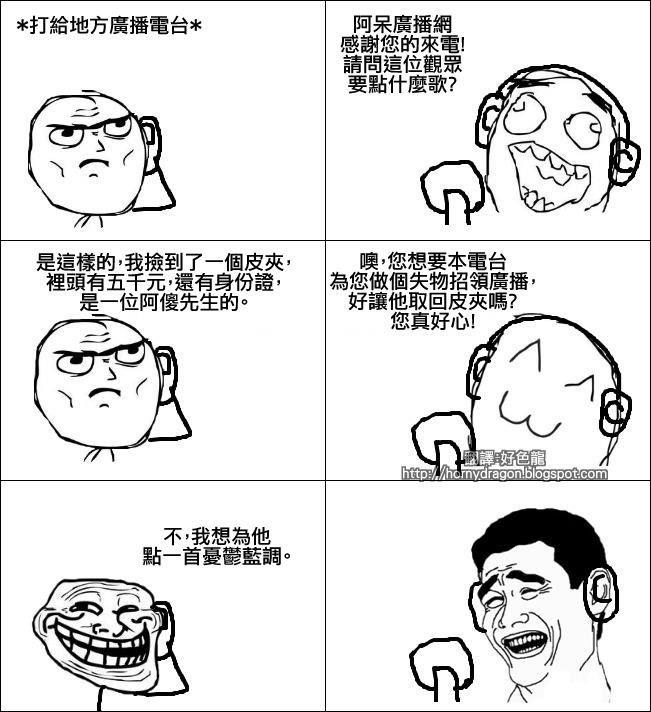 *打給地方廣播電台*
阿呆廣播網
感謝您的來電!
請問這位觀眾
要點什麼歌?
是這樣的,我撿到了一個皮夾,
裡頭有五千元,還有身份證,
是一位阿傻先生的。
噢,您想要本電台
為您做個失物招領廣播,
好讓他取回皮夾嗎?
您真好心!
翻譯:好色龍
http://hornydragon.blogspot.com
不,我想為他
點一首憂鬱藍調。